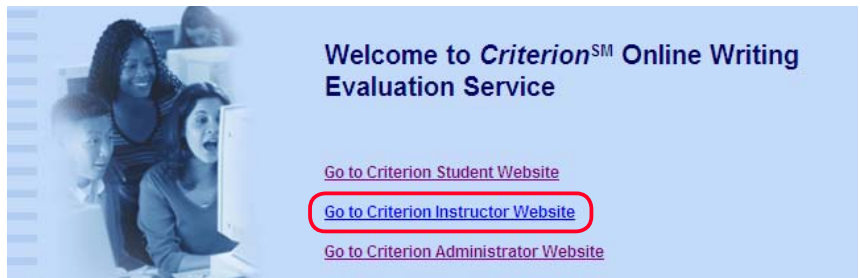 Welcome to Criterion℠ Online Writing
Evaluation Service
Go to Criterion Student Website
Go to Criterion Instructor Website
Go to Criterion Administrator Website